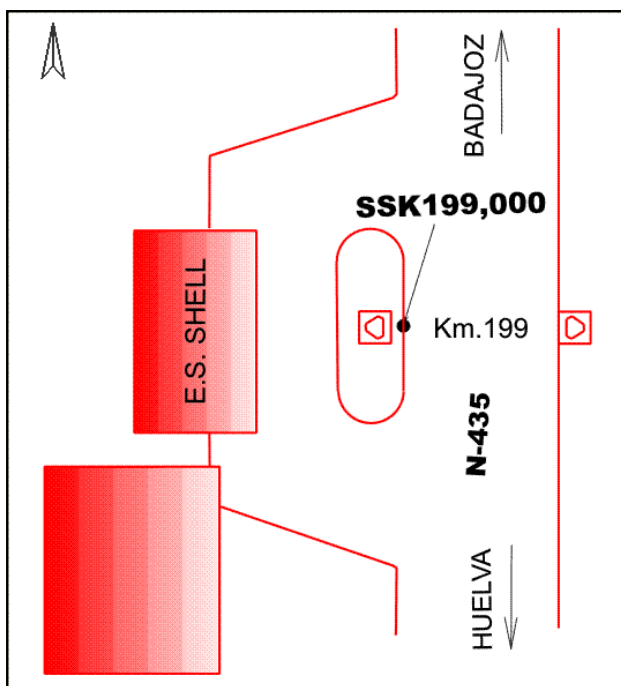 BADAJOZ
SSK199,000
E.S. SHELL
Km.199
N-435
HUELVA